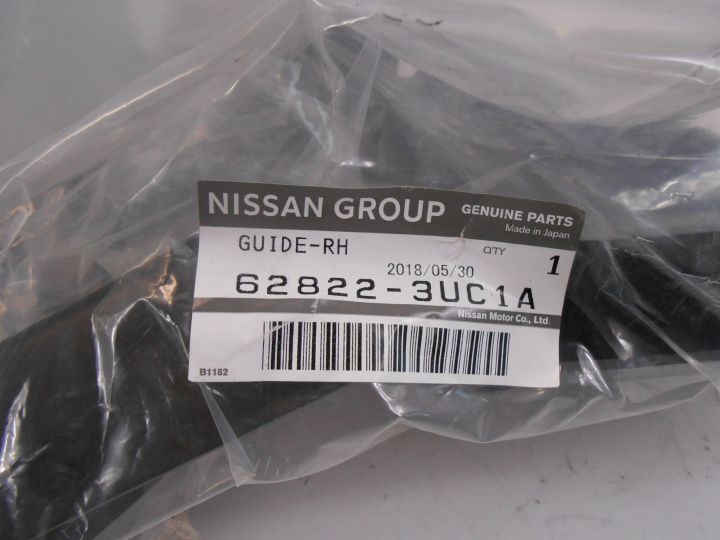 NISSAN GROUP GENUINE PARTS
Made in Japan
GUIDE-RH QTY 1
2018/05/30
62822-3UC1A
Nissan Motor Co., Ltd.
B1182